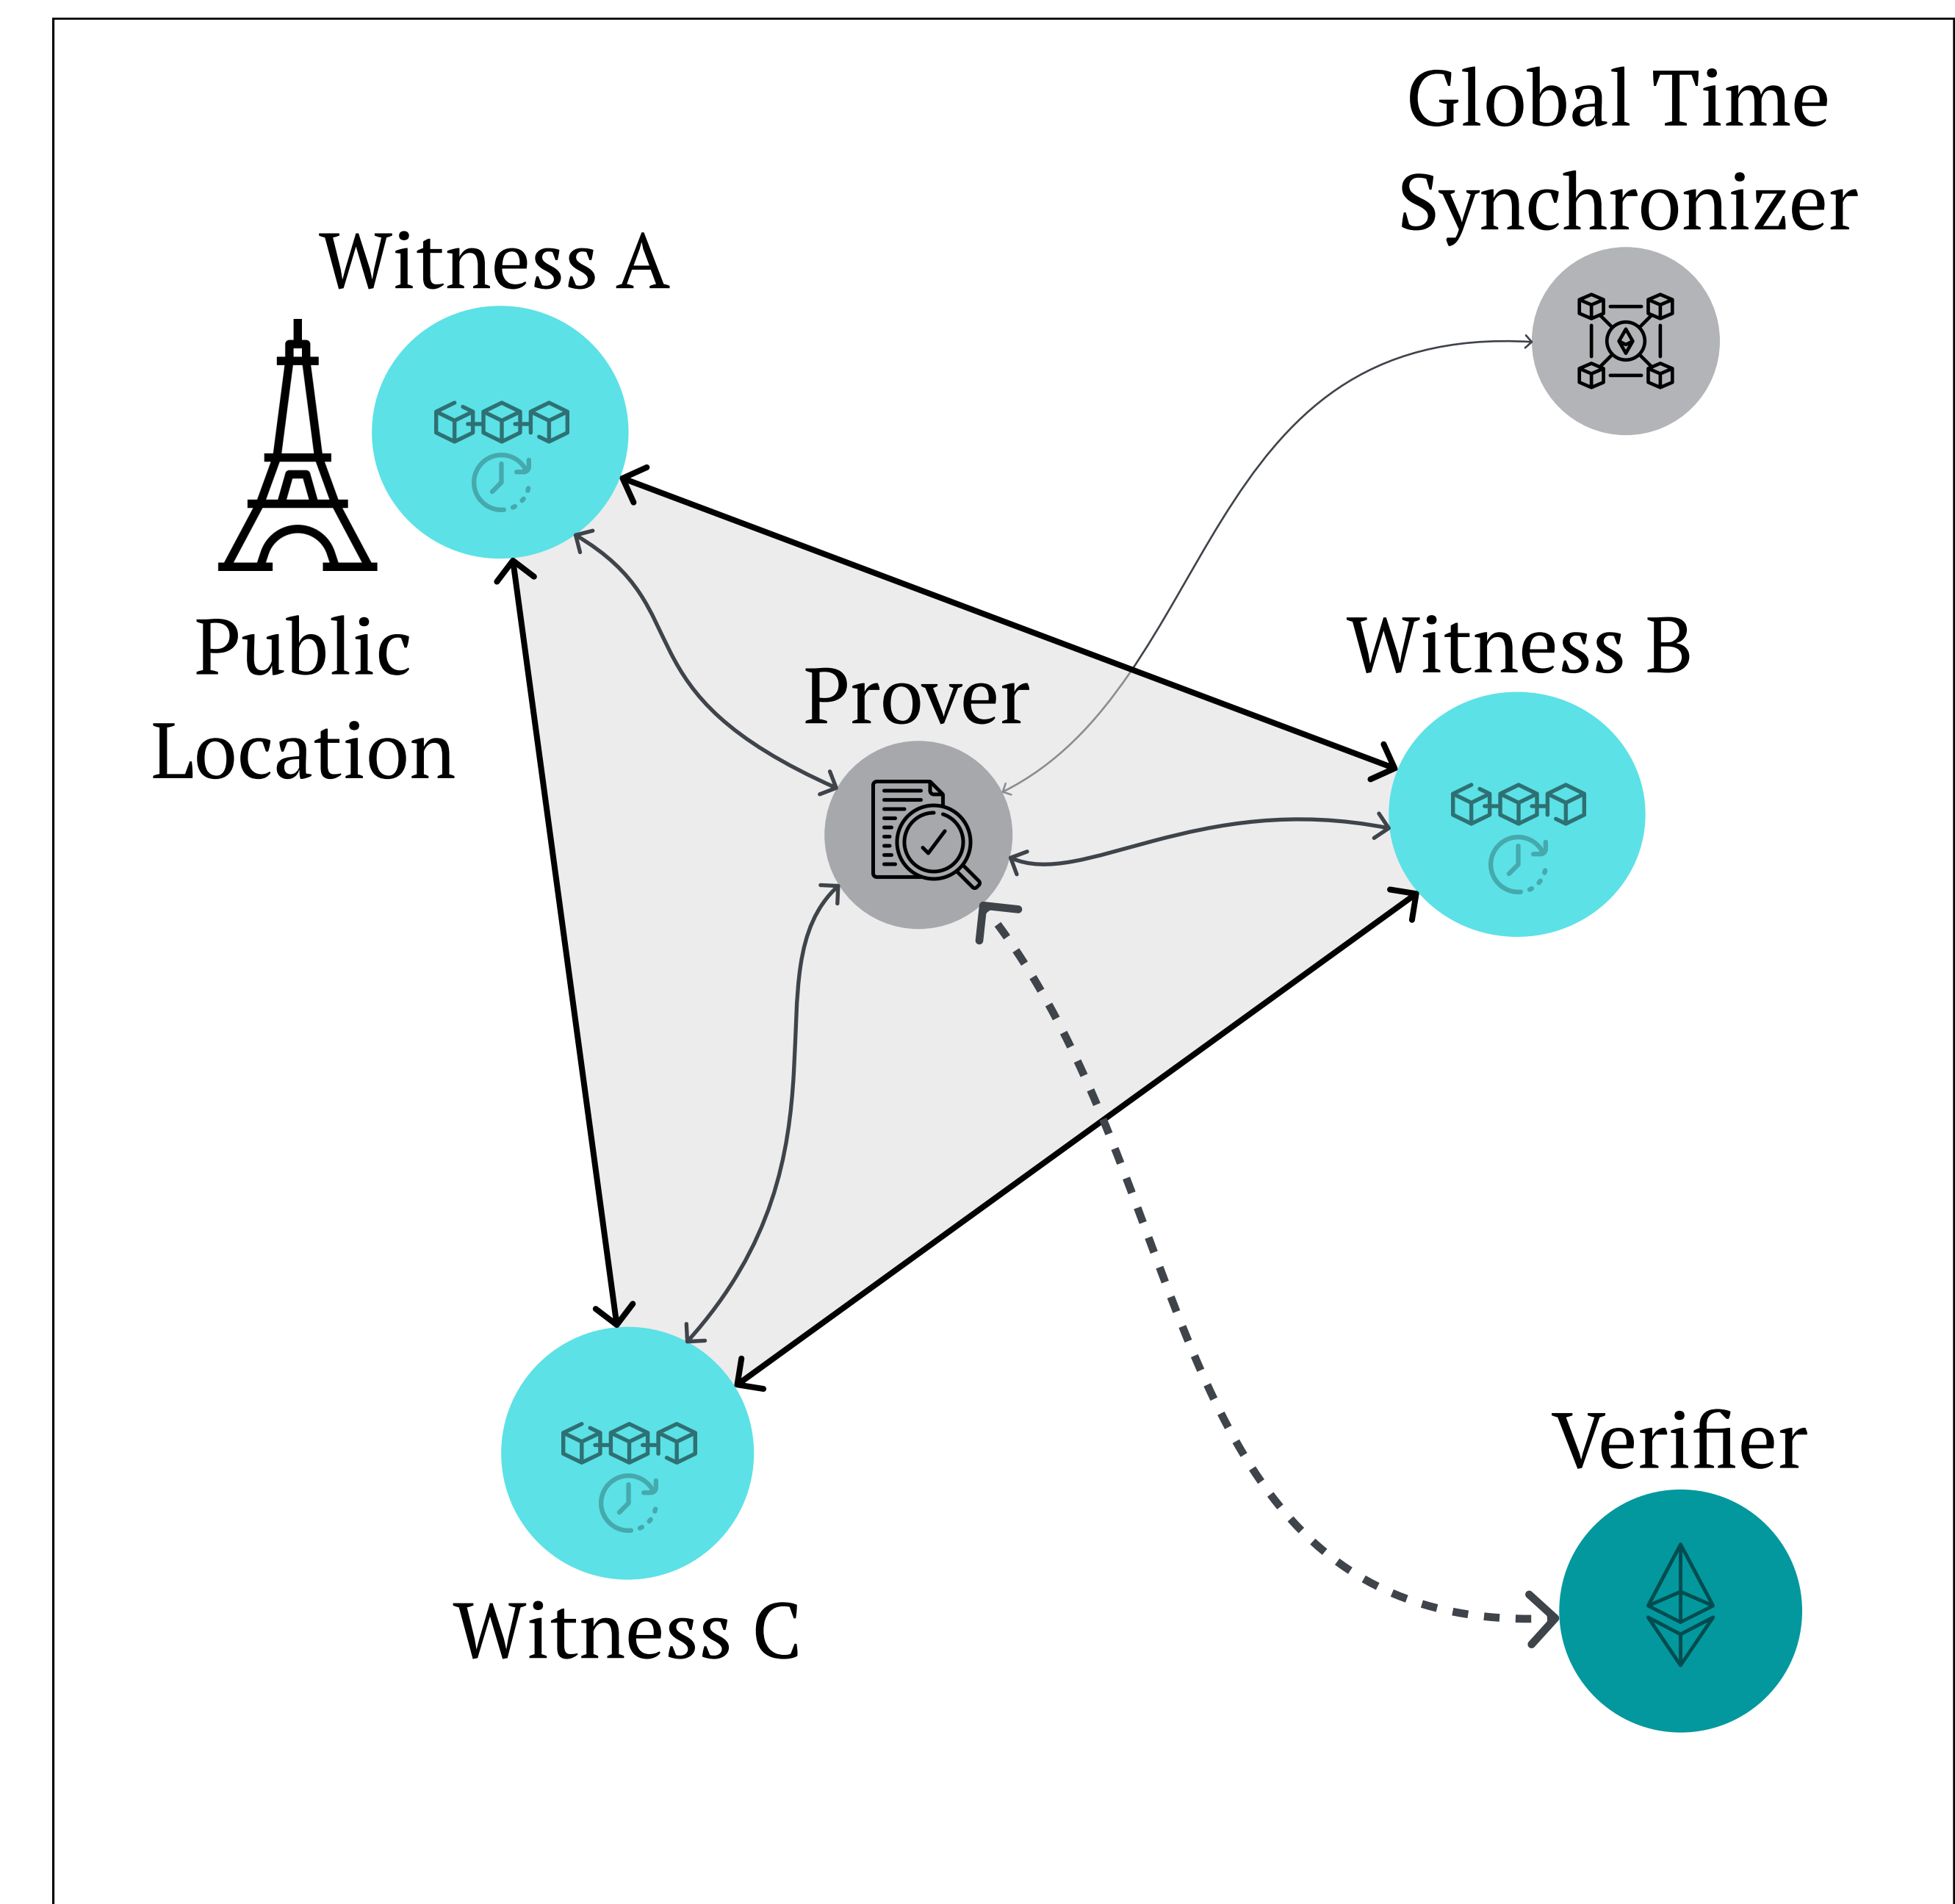 Global Time
Synchronizer
Witness A
Public
Location
Prover
Witness B
Verifier
Witness C